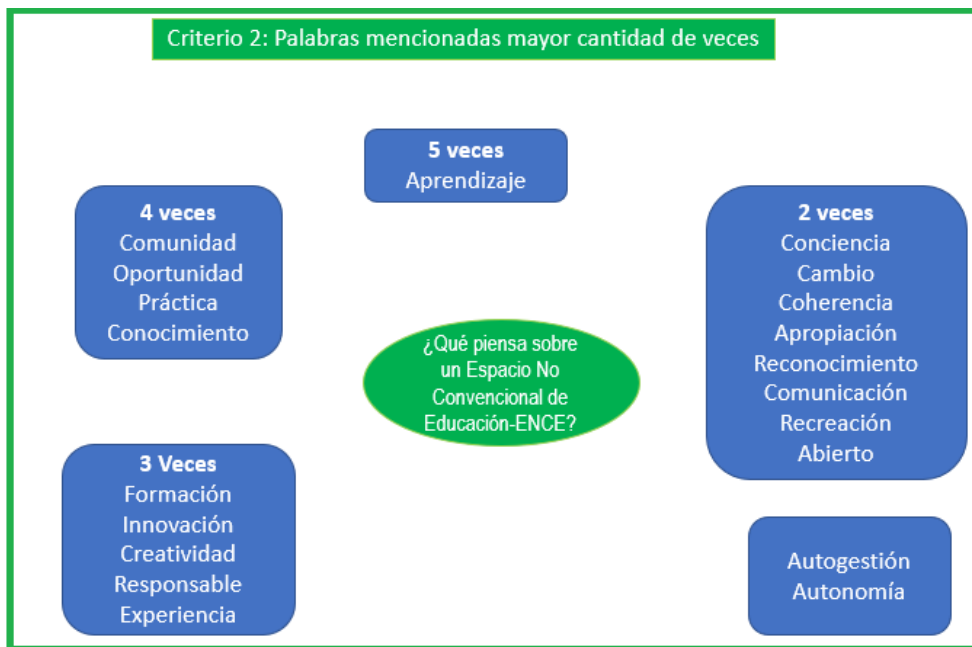 Criterio 2: Palabras mencionadas mayor cantidad de veces
5 veces
Aprendizaje
4 veces
Comunidad
Oportunidad
Práctica
Conocimiento
2 veces
Conciencia
Cambio
Coherencia
Apropiación
Reconocimiento
Comunicación
Recreación
Abierto
¿Qué piensa sobre
un Espacio No
Convencional de
Educación-ENCE?
3 Veces
Formación
Innovación
Creatividad
Responsable
Experiencia
Autogestión
Autonomía